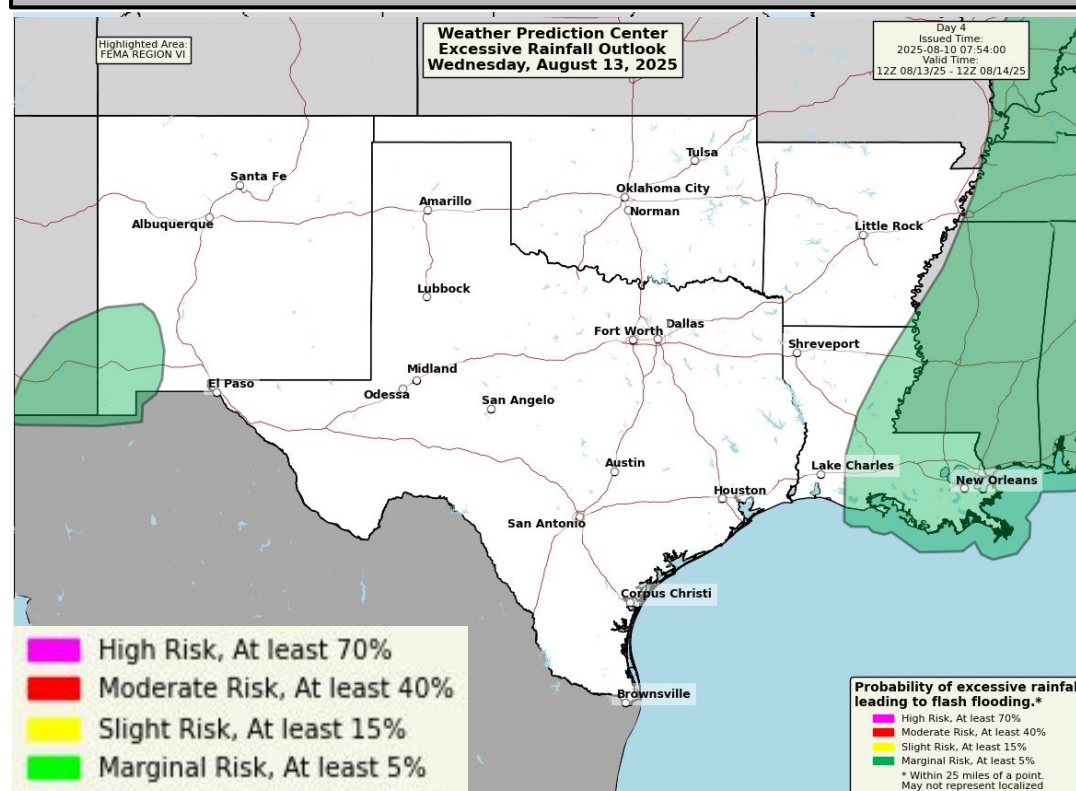 Highlighted Area:
FEMA REGION VI
Weather Prediction Center
Excessive Rainfall Outlook
Wednesday, August 13, 2025
Day 4
Issued Time:
2025-08-10 07:54:00
Valid Time:
12Z 08/13/25 - 12Z 08/14/25
Tulsa
Santa Fe
Oklahoma City
Amarillo
Norman
Albuquerque
Little Rock
Lubbock
Dallas
Fort Worth
Shreveport
Midland
El Paso
Odessa
San Angelo
Austin
Lake Charles
New Orleans
Houston
San Antonio
Corpus Christi
Brownsville
High Risk, At least 70%
Moderate Risk, At least 40%
Slight Risk, At least 15%
Marginal Risk, At least 5%
Probability of excessive rainfall
leading to flash flooding.*
High Risk, At least 70%
Moderate Risk, At least 40%
Slight Risk, At least 15%
Marginal Risk, At least 5%
* Within 25 miles of a point.
May not represent localized